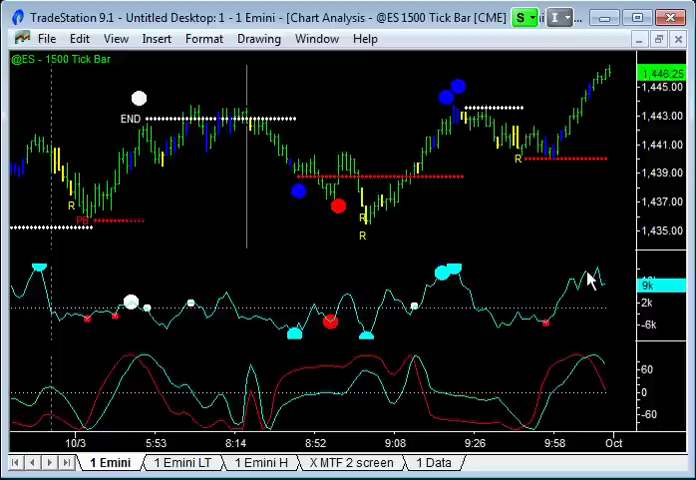 TradeStation 9.1 - Untitled Desktop: 1 - 1 Emini - [Chart Analysis - @ES 1500 Tick Bar [CME]
S
I
File Edit View Insert Format Drawing Window Help
@ES - 1500 Tick Bar
1,446.25
1,443.00
END
1,441.00
R
1,439.00
1,437.00
R
PB
R
1,435.00
R
9k
2k
-6k
60
0
-60
10/3 5:53 8:14 8:52 9:08 9:26 9:58 Oct
1 Emini 1 Emini LT 1 Emini H X MTF 2 screen 1 Data